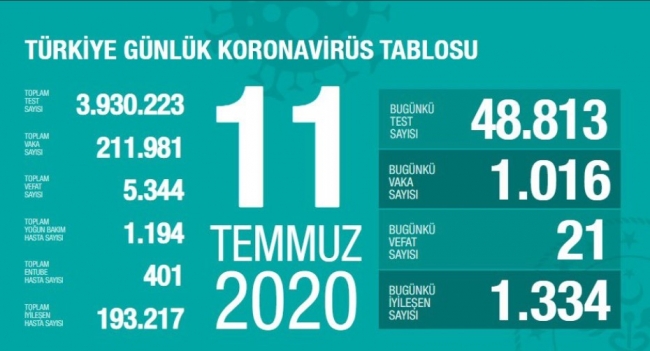 TÜRKİYE GÜNLÜK KORONAVİRÜS TABLOSU
TOPLAM
TEST
SAYISI
3.930.223
TOPLAM
VAKA
SAYISI
211.981
TOPLAM
VEFAT
SAYISI
5.344
TOPLAM
YOĞUN BAKIM
HASTA SAYISI
1.194
TOPLAM
ENTUBE
HASTA SAYISI
401
TOPLAM
İYİLEŞEN
HASTA SAYISI
193.217
11
TEMMUZ
2020
BUGÜNKÜ
TEST
SAYISI
48.813
BUGÜNKÜ
VAKA
SAYISI
1.016
BUGÜNKÜ
VEFAT
SAYISI
21
BUGÜNKÜ
İYİLEŞEN
SAYISI
1.334